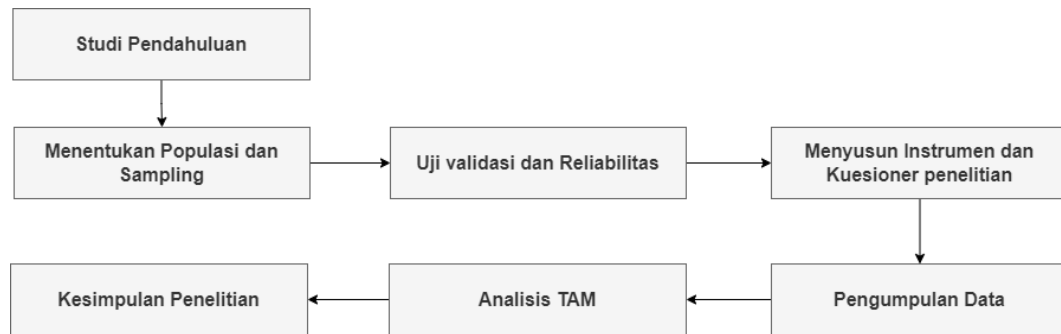 Studi Pendahuluan
Menentukan Populasi dan
Sampling
Uji validasi dan Reliabilitas
Menyusun Instrumen dan
Kuesioner penelitian
Pengumpulan Data
Analisis TAM
Kesimpulan Penelitian